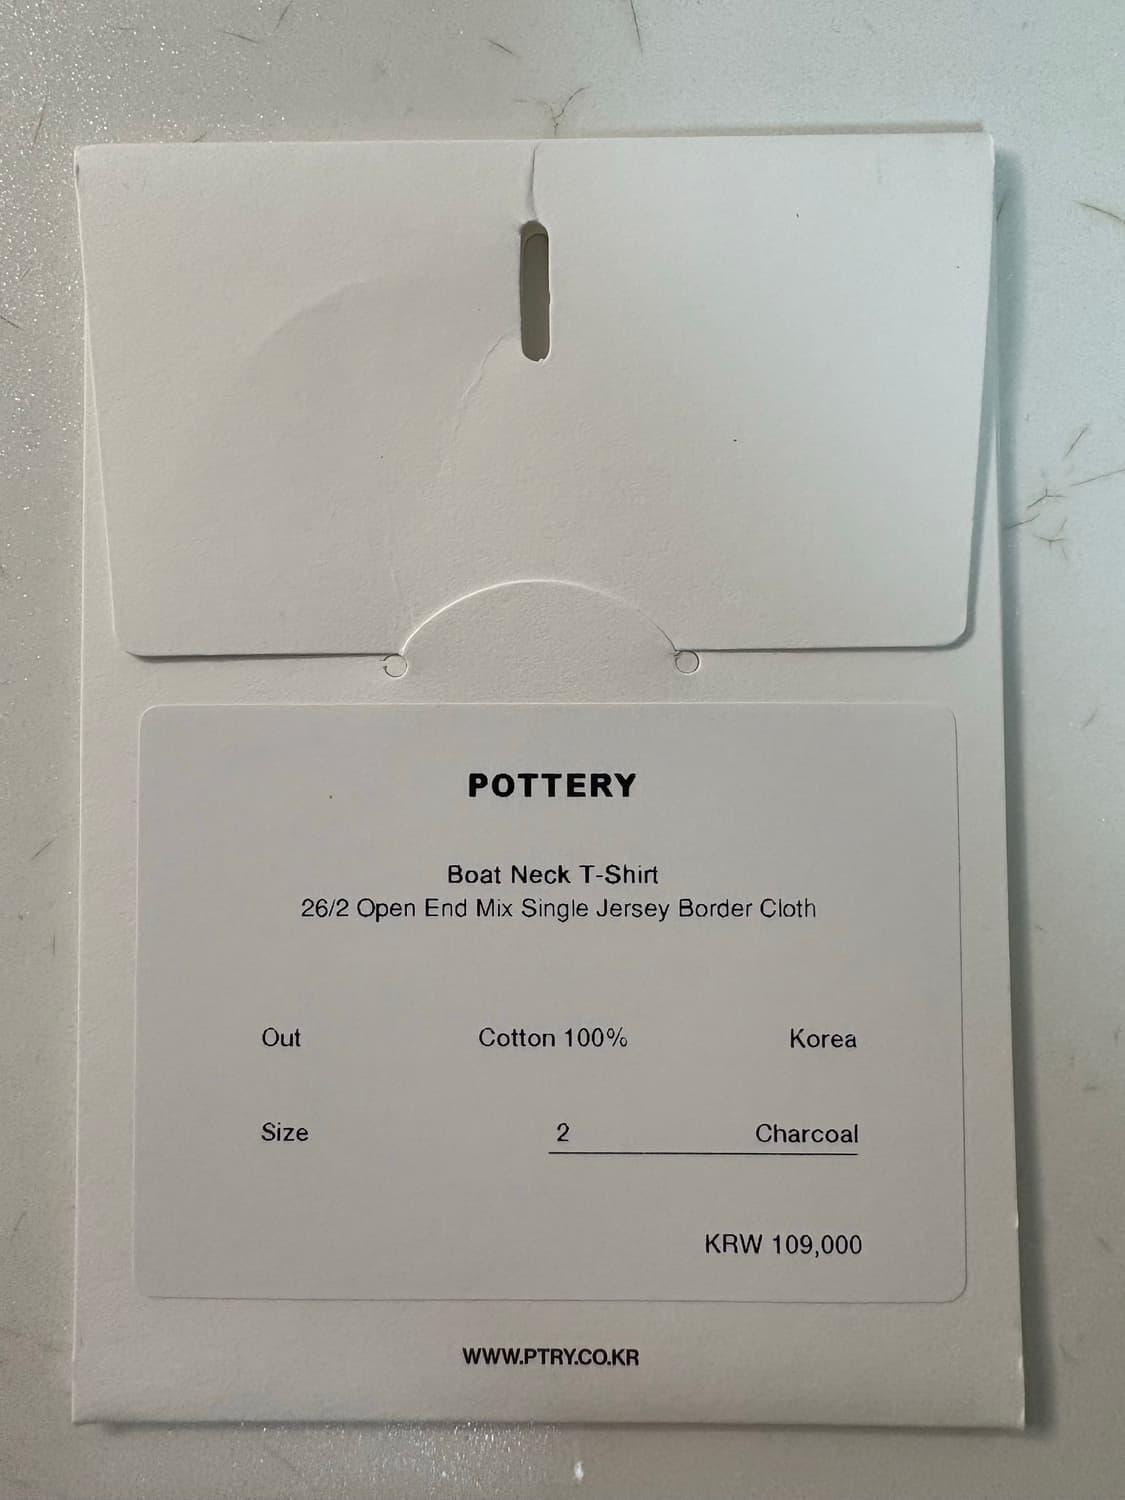 POTTERY
Boat Neck T-Shirt
26/2 Open End Mix Single Jersey Border Cloth
Out Cotton 100% Korea
Size 2 Charcoal
KRW 109,000
WWW.PTRY.CO.KR